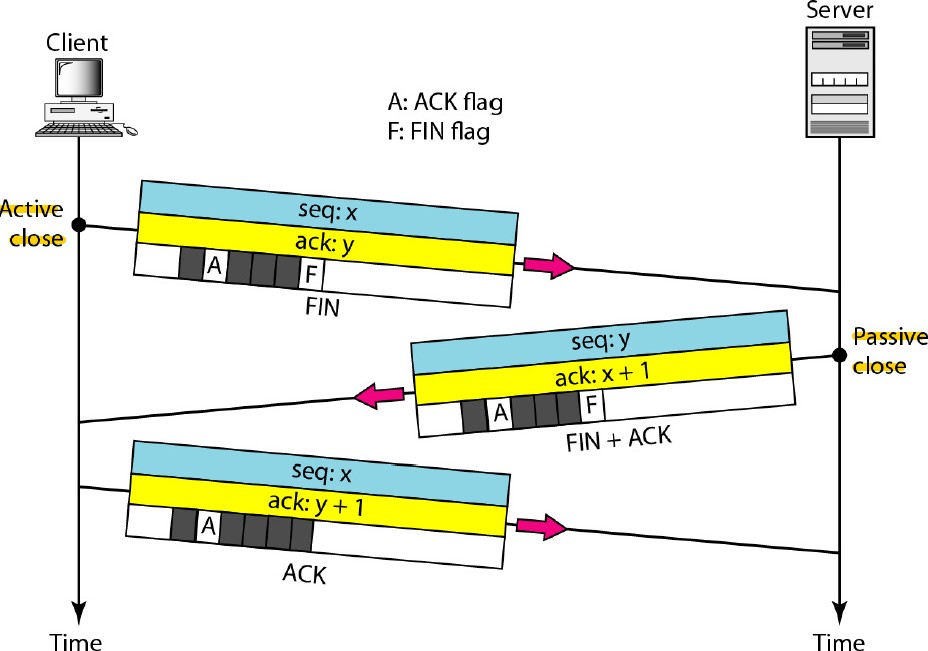 Client
Server
A: ACK flag
F: FIN flag
Active
close
seq: x
ack: y
A
F
FIN
Passive
close
seq: y
ack: x + 1
A
F
FIN + ACK
seq: x
ack: y + 1
A
ACK
Time
Time